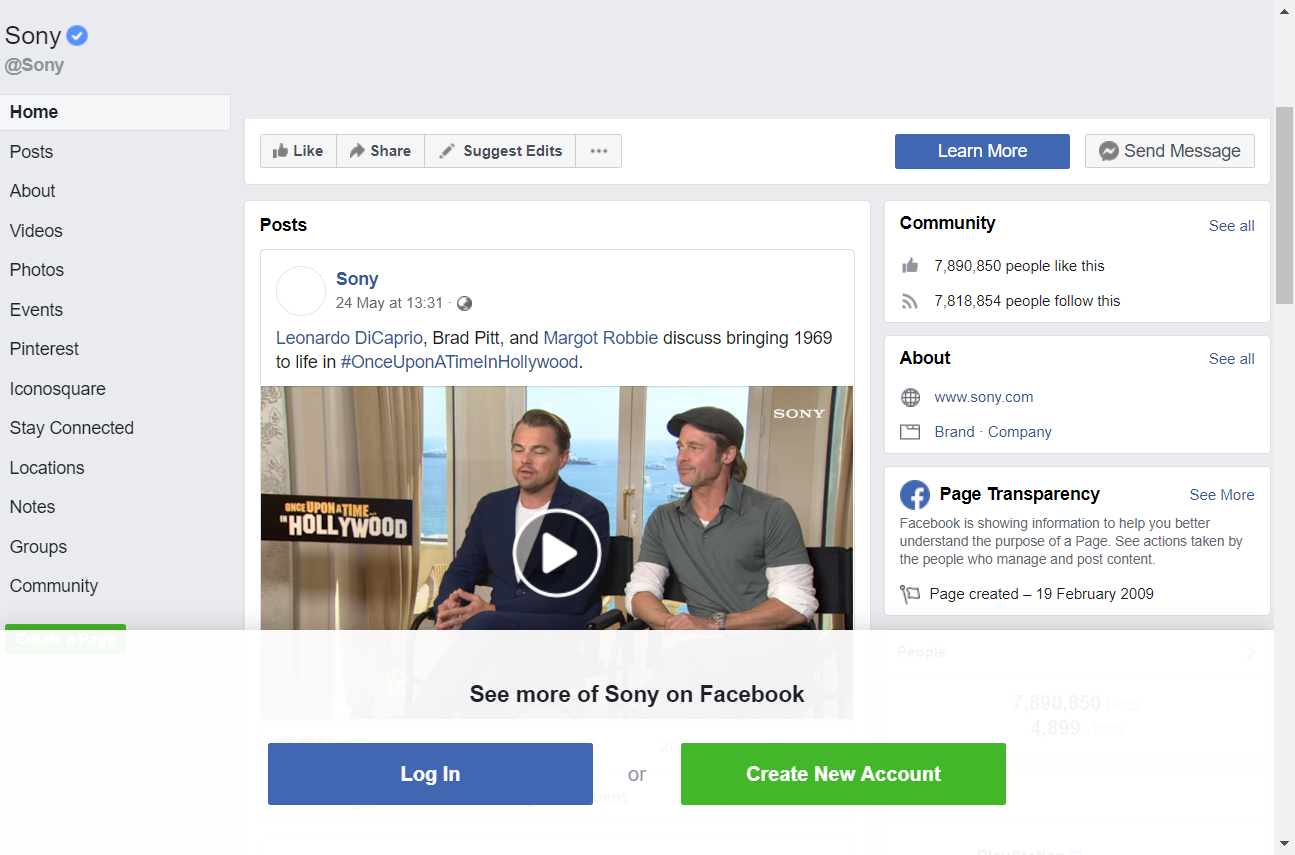 Sony
@Sony
Home
Posts
About
Videos
Photos
Events
Pinterest
Iconosquare
Stay Connected
Locations
Notes
Groups
Community
Create a Page
Like
Share
Suggest Edits
Learn More
Send Message
Posts
Sony
24 May at 13:31 ·
Leonardo DiCaprio, Brad Pitt, and Margot Robbie discuss bringing 1969
to life in #OnceUponATimeInHollywood.
SONY
ONCE UPON A TIME...
IN HOLLYWOOD
Community
See all
7,890,850 people like this
7,818,854 people follow this
About
See all
www.sony.com
Brand · Company
Page Transparency
See More
Facebook is showing information to help you better
understand the purpose of a Page. See actions taken by
the people who manage and post content.
Page created – 19 February 2009
People
7,890,850 likes
4,899 visits
See more of Sony on Facebook
Log In
or
Create New Account
PlayStation